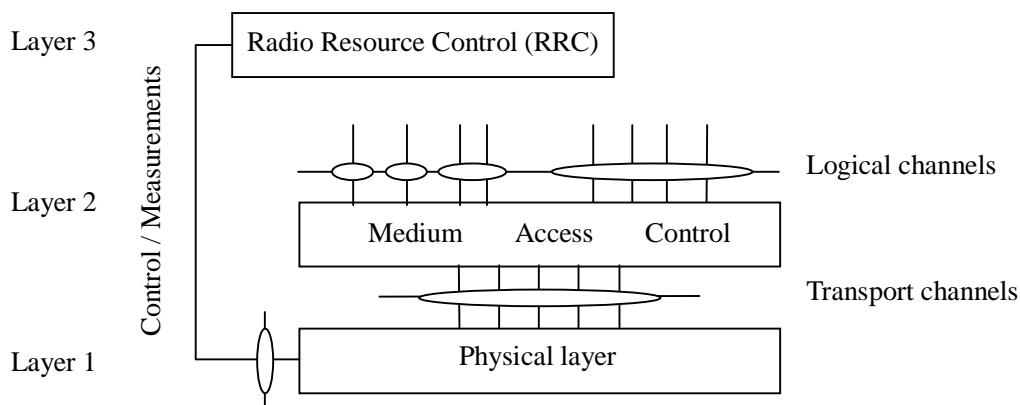 Layer 3
Radio Resource Control (RRC)
Control / Measurements
Logical channels
Layer 2
Medium Access Control
Transport channels
Layer 1
Physical layer